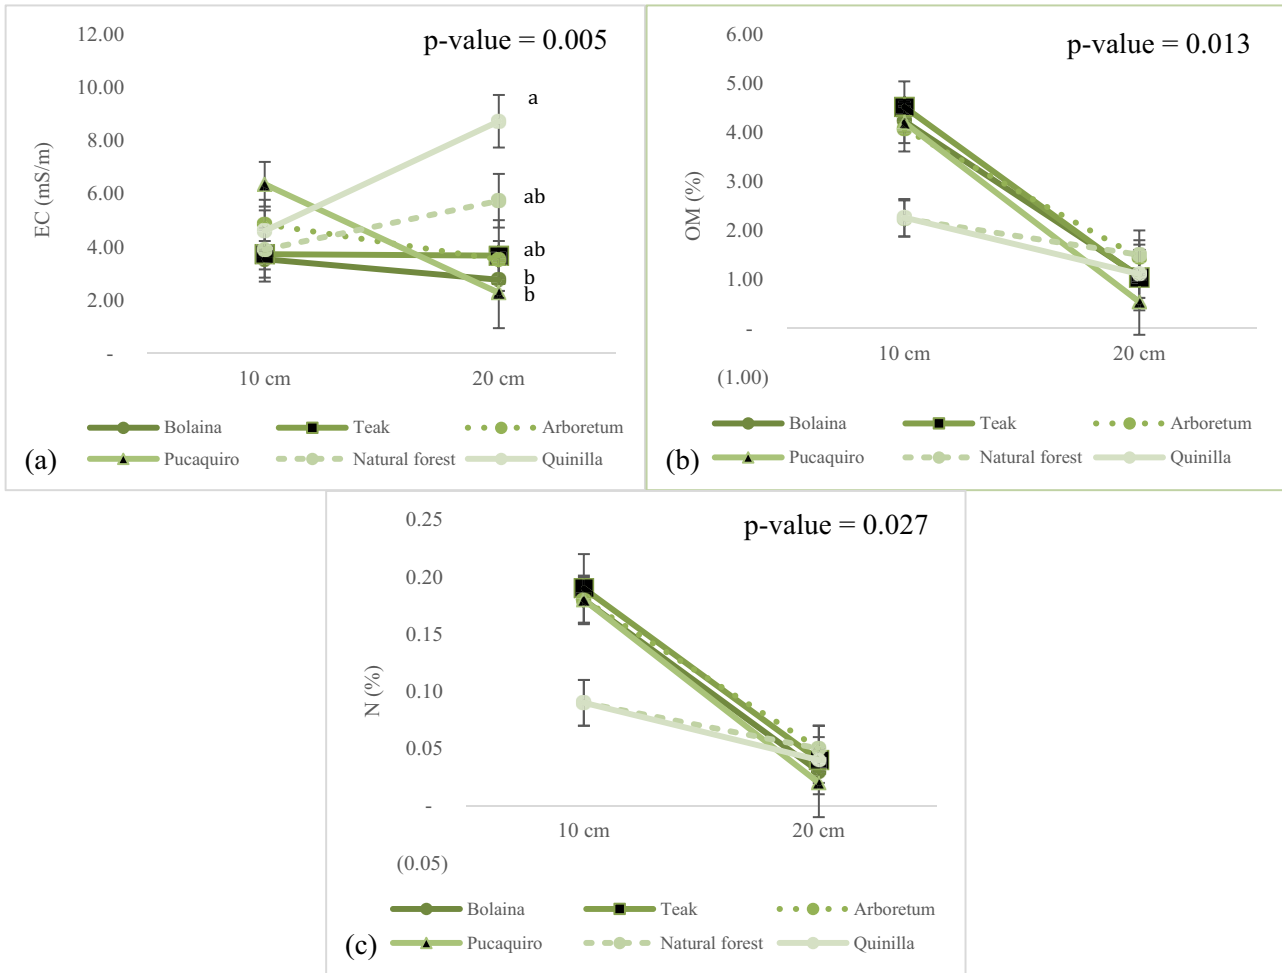 p-value = 0.005
12.00
10.00
8.00
6.00
4.00
2.00
-
EC (mS/m)
a
ab
ab
b
b
10 cm 20 cm
Bolaina Teak Arboretum
Pucaquiro Natural forest Quinilla
(a)
p-value = 0.013
6.00
5.00
4.00
3.00
2.00
1.00
-
(1.00)
OM (%)
10 cm 20 cm
Bolaina Teak Arboretum
Pucaquiro Natural forest Quinilla
(b)
p-value = 0.027
0.25
0.20
0.15
0.10
0.05
-
(0.05)
N (%)
10 cm 20 cm
Bolaina Teak Arboretum
Pucaquiro Natural forest Quinilla
(c)